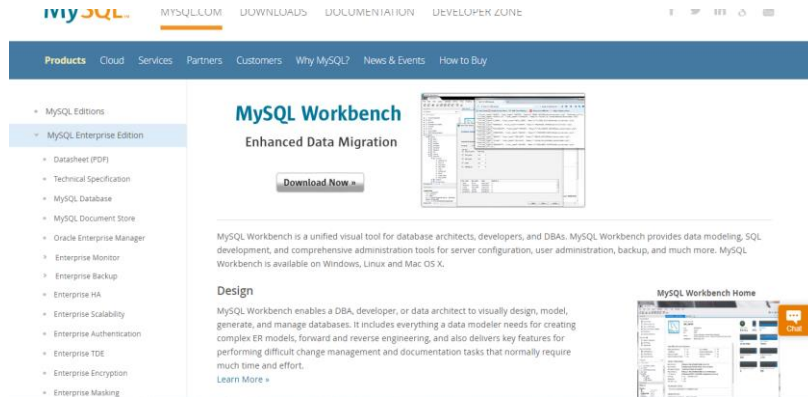 MySQL
MYSQL.COM DOWNLOADS DOCUMENTATION DEVELOPER ZONE
Products Cloud Services Partners Customers Why MySQL? News & Events How to Buy
MySQL Editions
MySQL Enterprise Edition
Datasheet (PDF)
Technical Specification
MySQL Database
MySQL Document Store
Oracle Enterprise Manager
Enterprise Monitor
Enterprise Backup
Enterprise HA
Enterprise Scalability
Enterprise Authentication
Enterprise TDE
Enterprise Encryption
Enterprise Masking
MySQL Workbench
Enhanced Data Migration
Download Now »
MySQL Workbench is a unified visual tool for database architects, developers, and DBAs. MySQL Workbench provides data modeling, SQL
development, and comprehensive administration tools for server configuration, user administration, backup, and much more. MySQL
Workbench is available on Windows, Linux and Mac OS X.
Design
MySQL Workbench enables a DBA, developer, or data architect to visually design, model,
generate, and manage databases. It includes everything a data modeler needs for creating
complex ER models, forward and reverse engineering, and also delivers key features for
performing difficult change management and documentation tasks that normally require
much time and effort.
Learn More »
MySQL Workbench Home
Chat